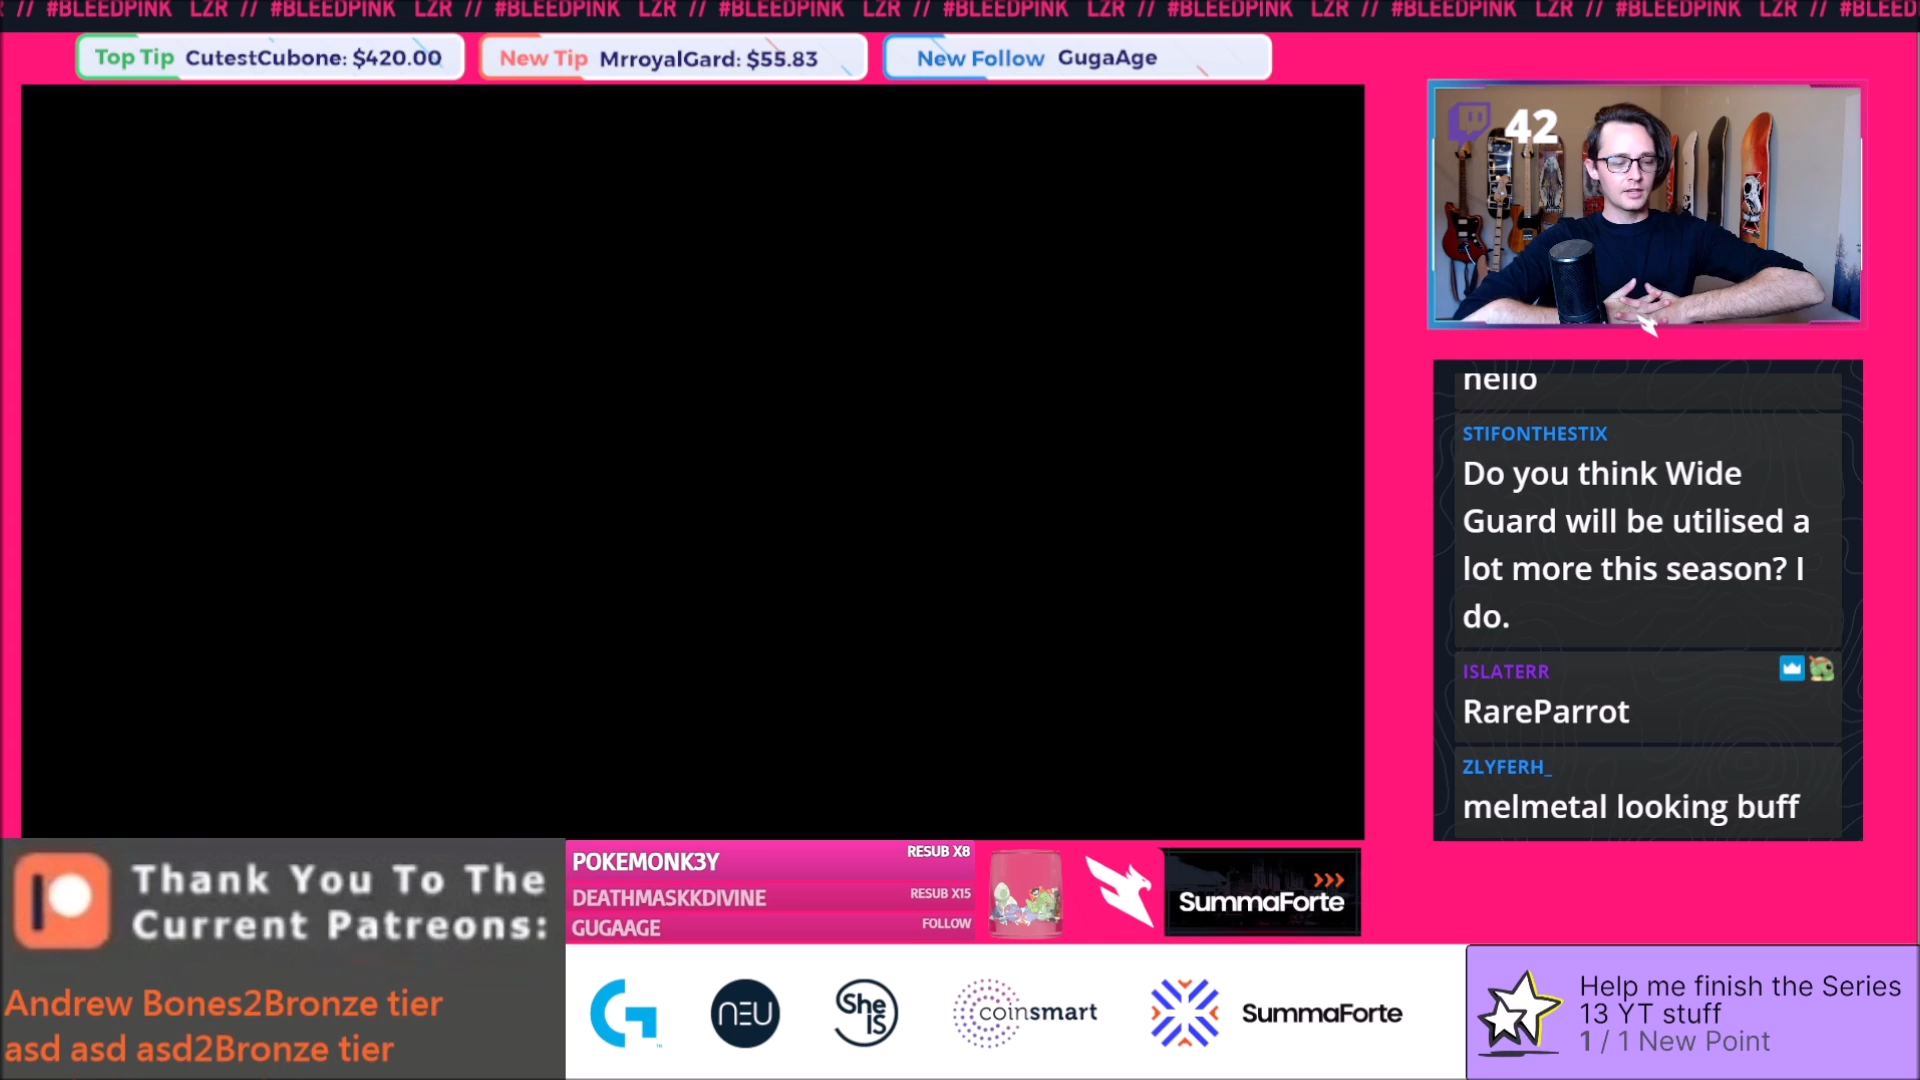 // #BLEEDPINK LZR // #BLEEDPINK LZR // #BLEEDPINK LZR // #BLEEDPINK LZR // #BLEEDPINK LZR // #BLEEDPINK LZR // #BLEEDPINK LZR // #BLEEDPINK LZR // #BLEED
Top Tip CutestCubone: $420.00
New Tip MrroyalGard: $55.83
New Follow GugaAge
42
hello
STIFONTHESTIX
Do you think Wide
Guard will be utilised a
lot more this season? I
do.
ISLATERR
RareParrot
ZLYFERH_
melmetal looking buff
Thank You To The
Current Patreons:
Andrew Bones2Bronze tier
asd asd asd2Bronze tier
POKEMONK3Y RESUB X8
DEATHMASKKDIVINE RESUB X15
GUGAAGE FOLLOW
SummaForte
G
NEU
She
IS
coinsmart
SummaForte
Help me finish the Series
13 YT stuff
1 / 1 New Point